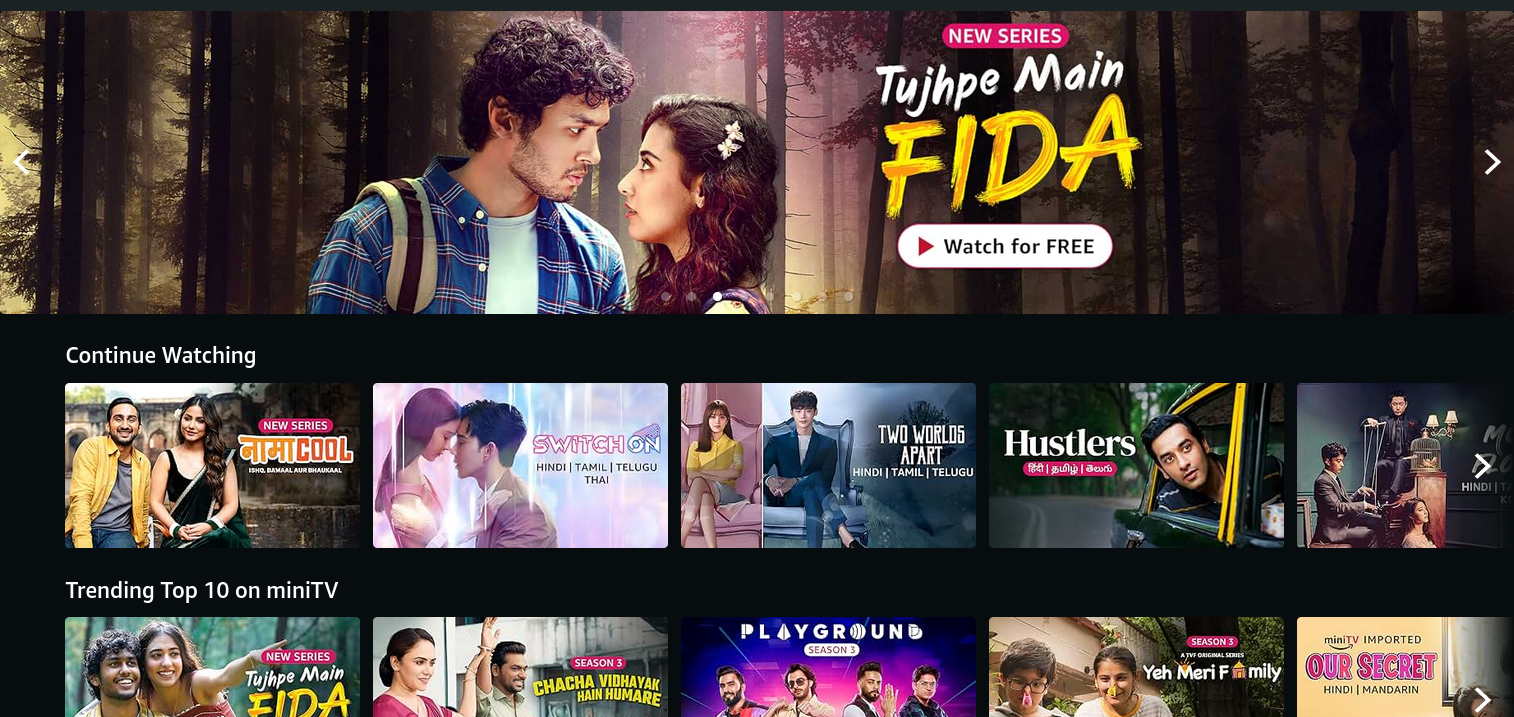 NEW SERIES
Tujhpe Main
FIDA
Watch for FREE
Continue Watching
NEW SERIES
नामाCOOL
ISHQ, BAWAAL AUR BHAUKAAL
SWITCH ON
HINDI | TAMIL | TELUGU
THAI
TWO WORLDS
APART
HINDI | TAMIL | TELUGU
Hustlers
हिंदी | தமிழ் | తెలుగు
HINDI |
Trending Top 10 on miniTV
NEW SERIES
Tujhpe Main
FIDA
SEASON 3
CHACHA VIDHAYAK
HAIN HUMARE
PLAYGROUND
SEASON 3
SEASON 3
A TVF ORIGINAL SERIES
Yeh Meri Family
miniTV IMPORTED
OUR SECRET
HINDI | MANDARIN